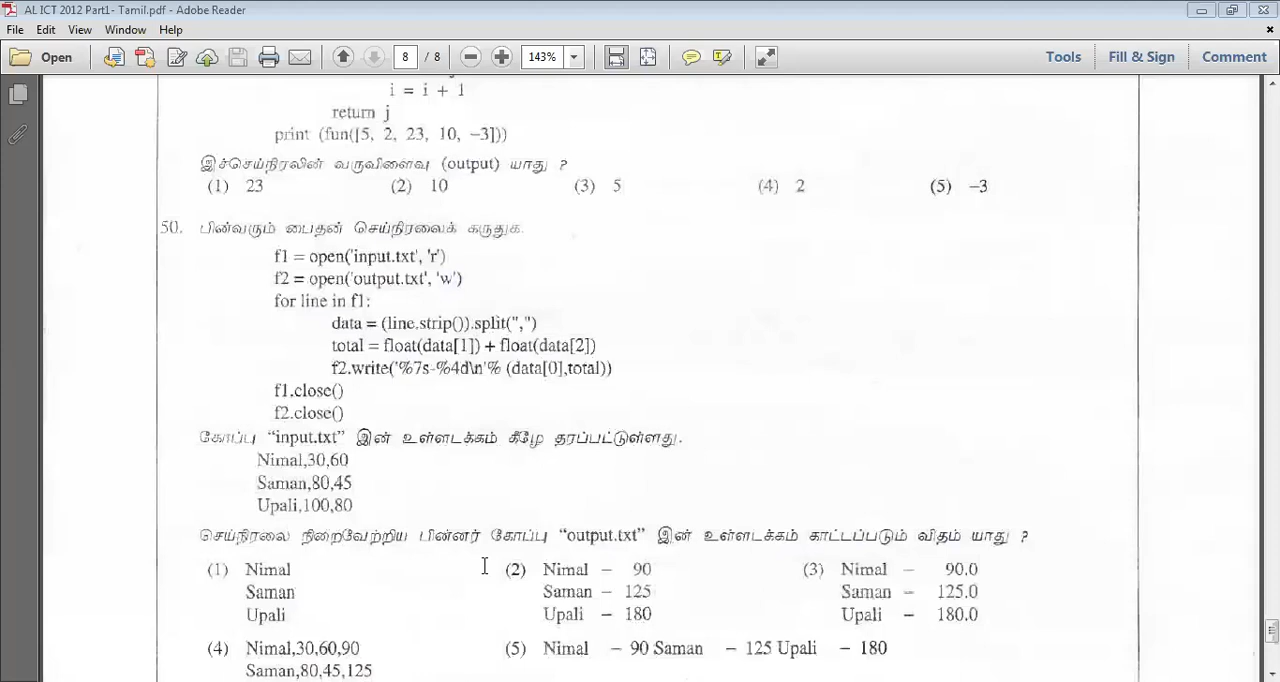 AL ICT 2012 Part1- Tamil.pdf - Adobe Reader
File Edit View Window Help
Open 8 / 8 143% Tools Fill & Sign Comment
i = i + 1
return j
print (fun([5, 2, 23, 10, –3]))
இச்செய்நிரலின் வருவிளைவு (output) யாது ?
(1) 23 (2) 10 (3) 5 (4) 2 (5) –3
50. பின்வரும் பைதன் செய்நிரலைக் கருதுக.
f1 = open('input.txt', 'r')
f2 = open('output.txt', 'w')
for line in f1:
data = (line.strip()).split(",")
total = float(data[1]) + float(data[2])
f2.write('%7s-%4d\n'% (data[0],total))
f1.close()
f2.close()
கோப்பு “input.txt” இன் உள்ளடக்கம் கீழே தரப்பட்டுள்ளது.
Nimal,30,60
Saman,80,45
Upali,100,80
செய்நிரலை நிறைவேற்றிய பின்னர் கோப்பு “output.txt” இன் உள்ளடக்கம் காட்டப்படும் விதம் யாது ?
(1) Nimal (2) Nimal – 90 (3) Nimal – 90.0
Saman Saman – 125 Saman – 125.0
Upali Upali – 180 Upali – 180.0
(4) Nimal,30,60,90 (5) Nimal – 90 Saman – 125 Upali – 180
Saman,80,45,125